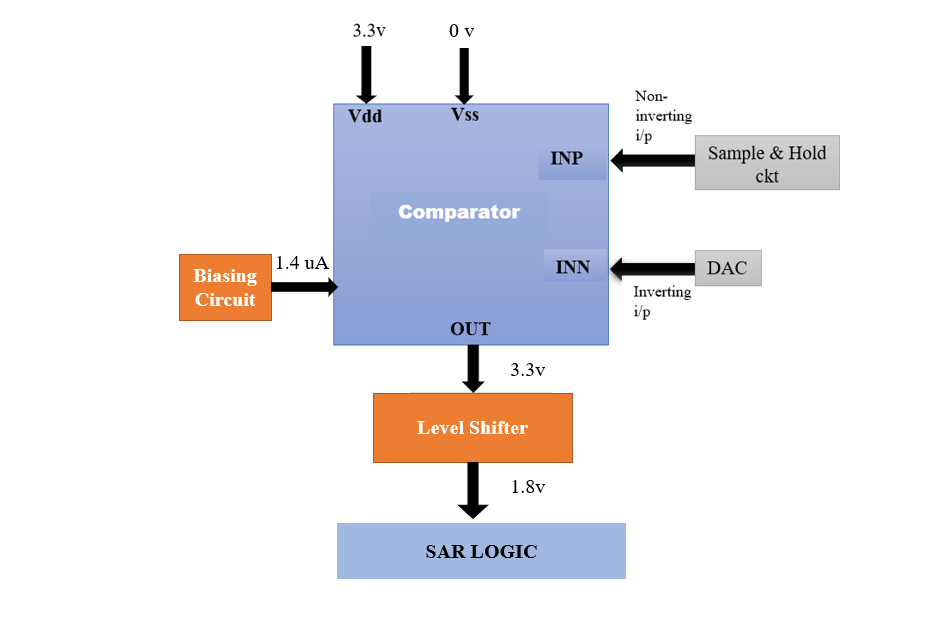 3.3v
0 v
Vdd
Vss
Non-
inverting
i/p
INP
Sample & Hold
ckt
Comparator
INN
DAC
Inverting
i/p
Biasing
Circuit
1.4 uA
OUT
3.3v
Level Shifter
1.8v
SAR LOGIC